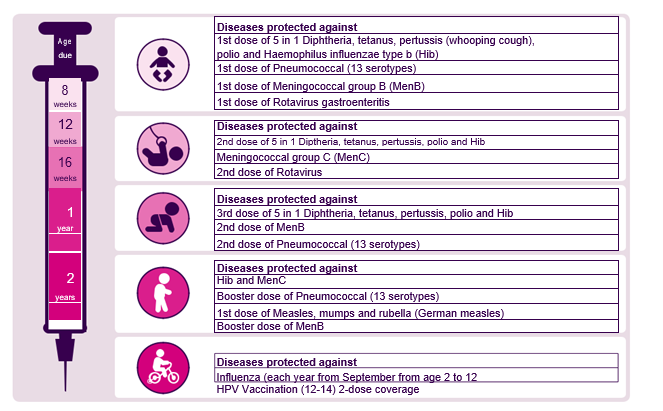 Age
due
8
weeks
12
weeks
16
weeks
1
year
2
years
Diseases protected against
1st dose of 5 in 1 Diphtheria, tetanus, pertussis (whooping cough),
polio and Haemophilus influenzae type b (Hib)
1st dose of Pneumococcal (13 serotypes)
1st dose of Meningococcal group B (MenB)
1st dose of Rotavirus gastroenteritis
Diseases protected against
2nd dose of 5 in 1 Diptheria, tetanus, pertussis, polio and Hib
Meningococcal group C (MenC)
2nd dose of Rotavirus
Diseases protected against
3rd dose of 5 in 1 Diphtheria, tetanus, pertussis, polio and Hib
2nd dose of MenB
2nd dose of Pneumococcal (13 serotypes)
Diseases protected against
Hib and MenC
Booster dose of Pneumococcal (13 serotypes)
1st dose of Measles, mumps and rubella (German measles)
Booster dose of MenB
Diseases protected against
Influenza (each year from September from age 2 to 12
HPV Vaccination (12-14) 2-dose coverage